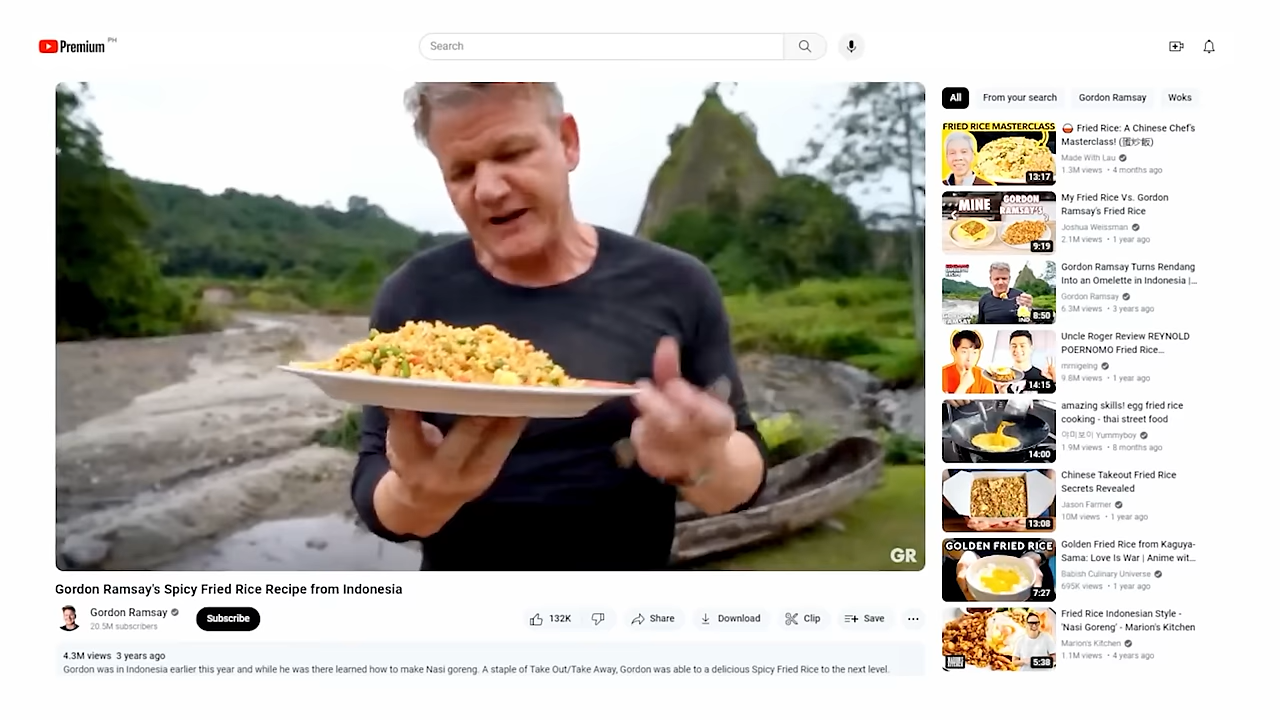 Premium PH
Search
GR
Gordon Ramsay's Spicy Fried Rice Recipe from Indonesia
Gordon Ramsay
20.5M subscribers
Subscribe
132K
Share
Download
Clip
Save
4.3M views 3 years ago
Gordon was in Indonesia earlier this year and while he was there learned how to make Nasi goreng. A staple of Take Out/Take Away, Gordon was able to a delicious Spicy Fried Rice to the next level.
All
From your search
Gordon Ramsay
Woks
FRIED RICE MASTERCLASS
13:17
Fried Rice: A Chinese Chef's
Masterclass! (蛋炒飯)
Made With Lau
1.3M views • 4 months ago
MINE
GORDON
RAMSAY'S
9:19
My Fried Rice Vs. Gordon
Ramsay's Fried Rice
Joshua Weissman
2.1M views • 1 year ago
8:50
Gordon Ramsay Turns Rendang
Into an Omelette in Indonesia |...
Gordon Ramsay
6.3M views • 3 years ago
14:15
Uncle Roger Review REYNOLD
POERNOMO Fried Rice...
mrnigelng
9.8M views • 1 year ago
14:00
amazing skills! egg fried rice
cooking - thai street food
야미보이 Yummyboy
1.9M views • 8 months ago
13:08
Chinese Takeout Fried Rice
Secrets Revealed
Jason Farmer
10M views • 1 year ago
GOLDEN FRIED RICE
7:27
Golden Fried Rice from Kaguya-
Sama: Love Is War | Anime wit...
Babish Culinary Universe
695K views • 1 year ago
5:38
Fried Rice Indonesian Style -
'Nasi Goreng' - Marion's Kitchen
Marion's Kitchen
1.1M views • 4 years ago